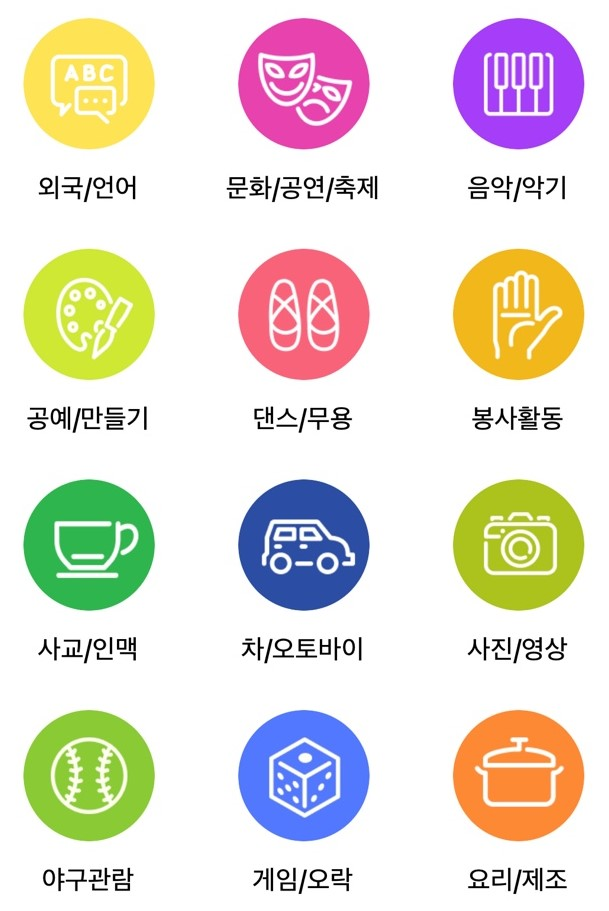 ABC
외국/언어
문화/공연/축제
음악/악기
공예/만들기
댄스/무용
봉사활동
사교/인맥
차/오토바이
사진/영상
야구관람
게임/오락
요리/제조